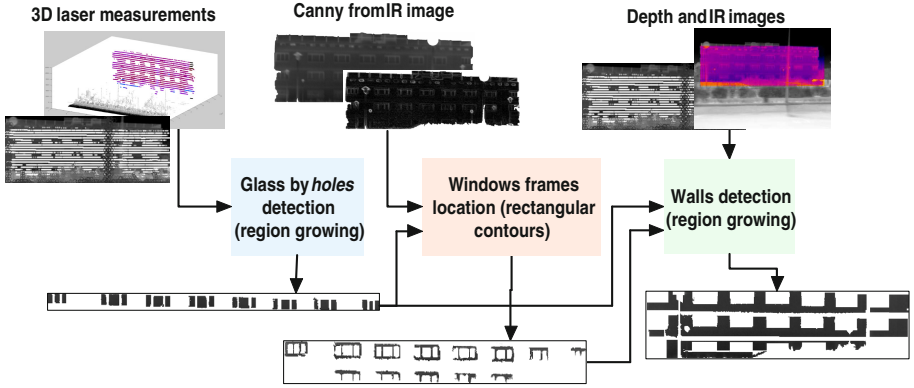 3D laser measurements
Canny from IR image
Depth and IR images
Glass by holes
detection
(region growing)
Windows frames
location (rectangular
contours)
Walls detection
(region growing)